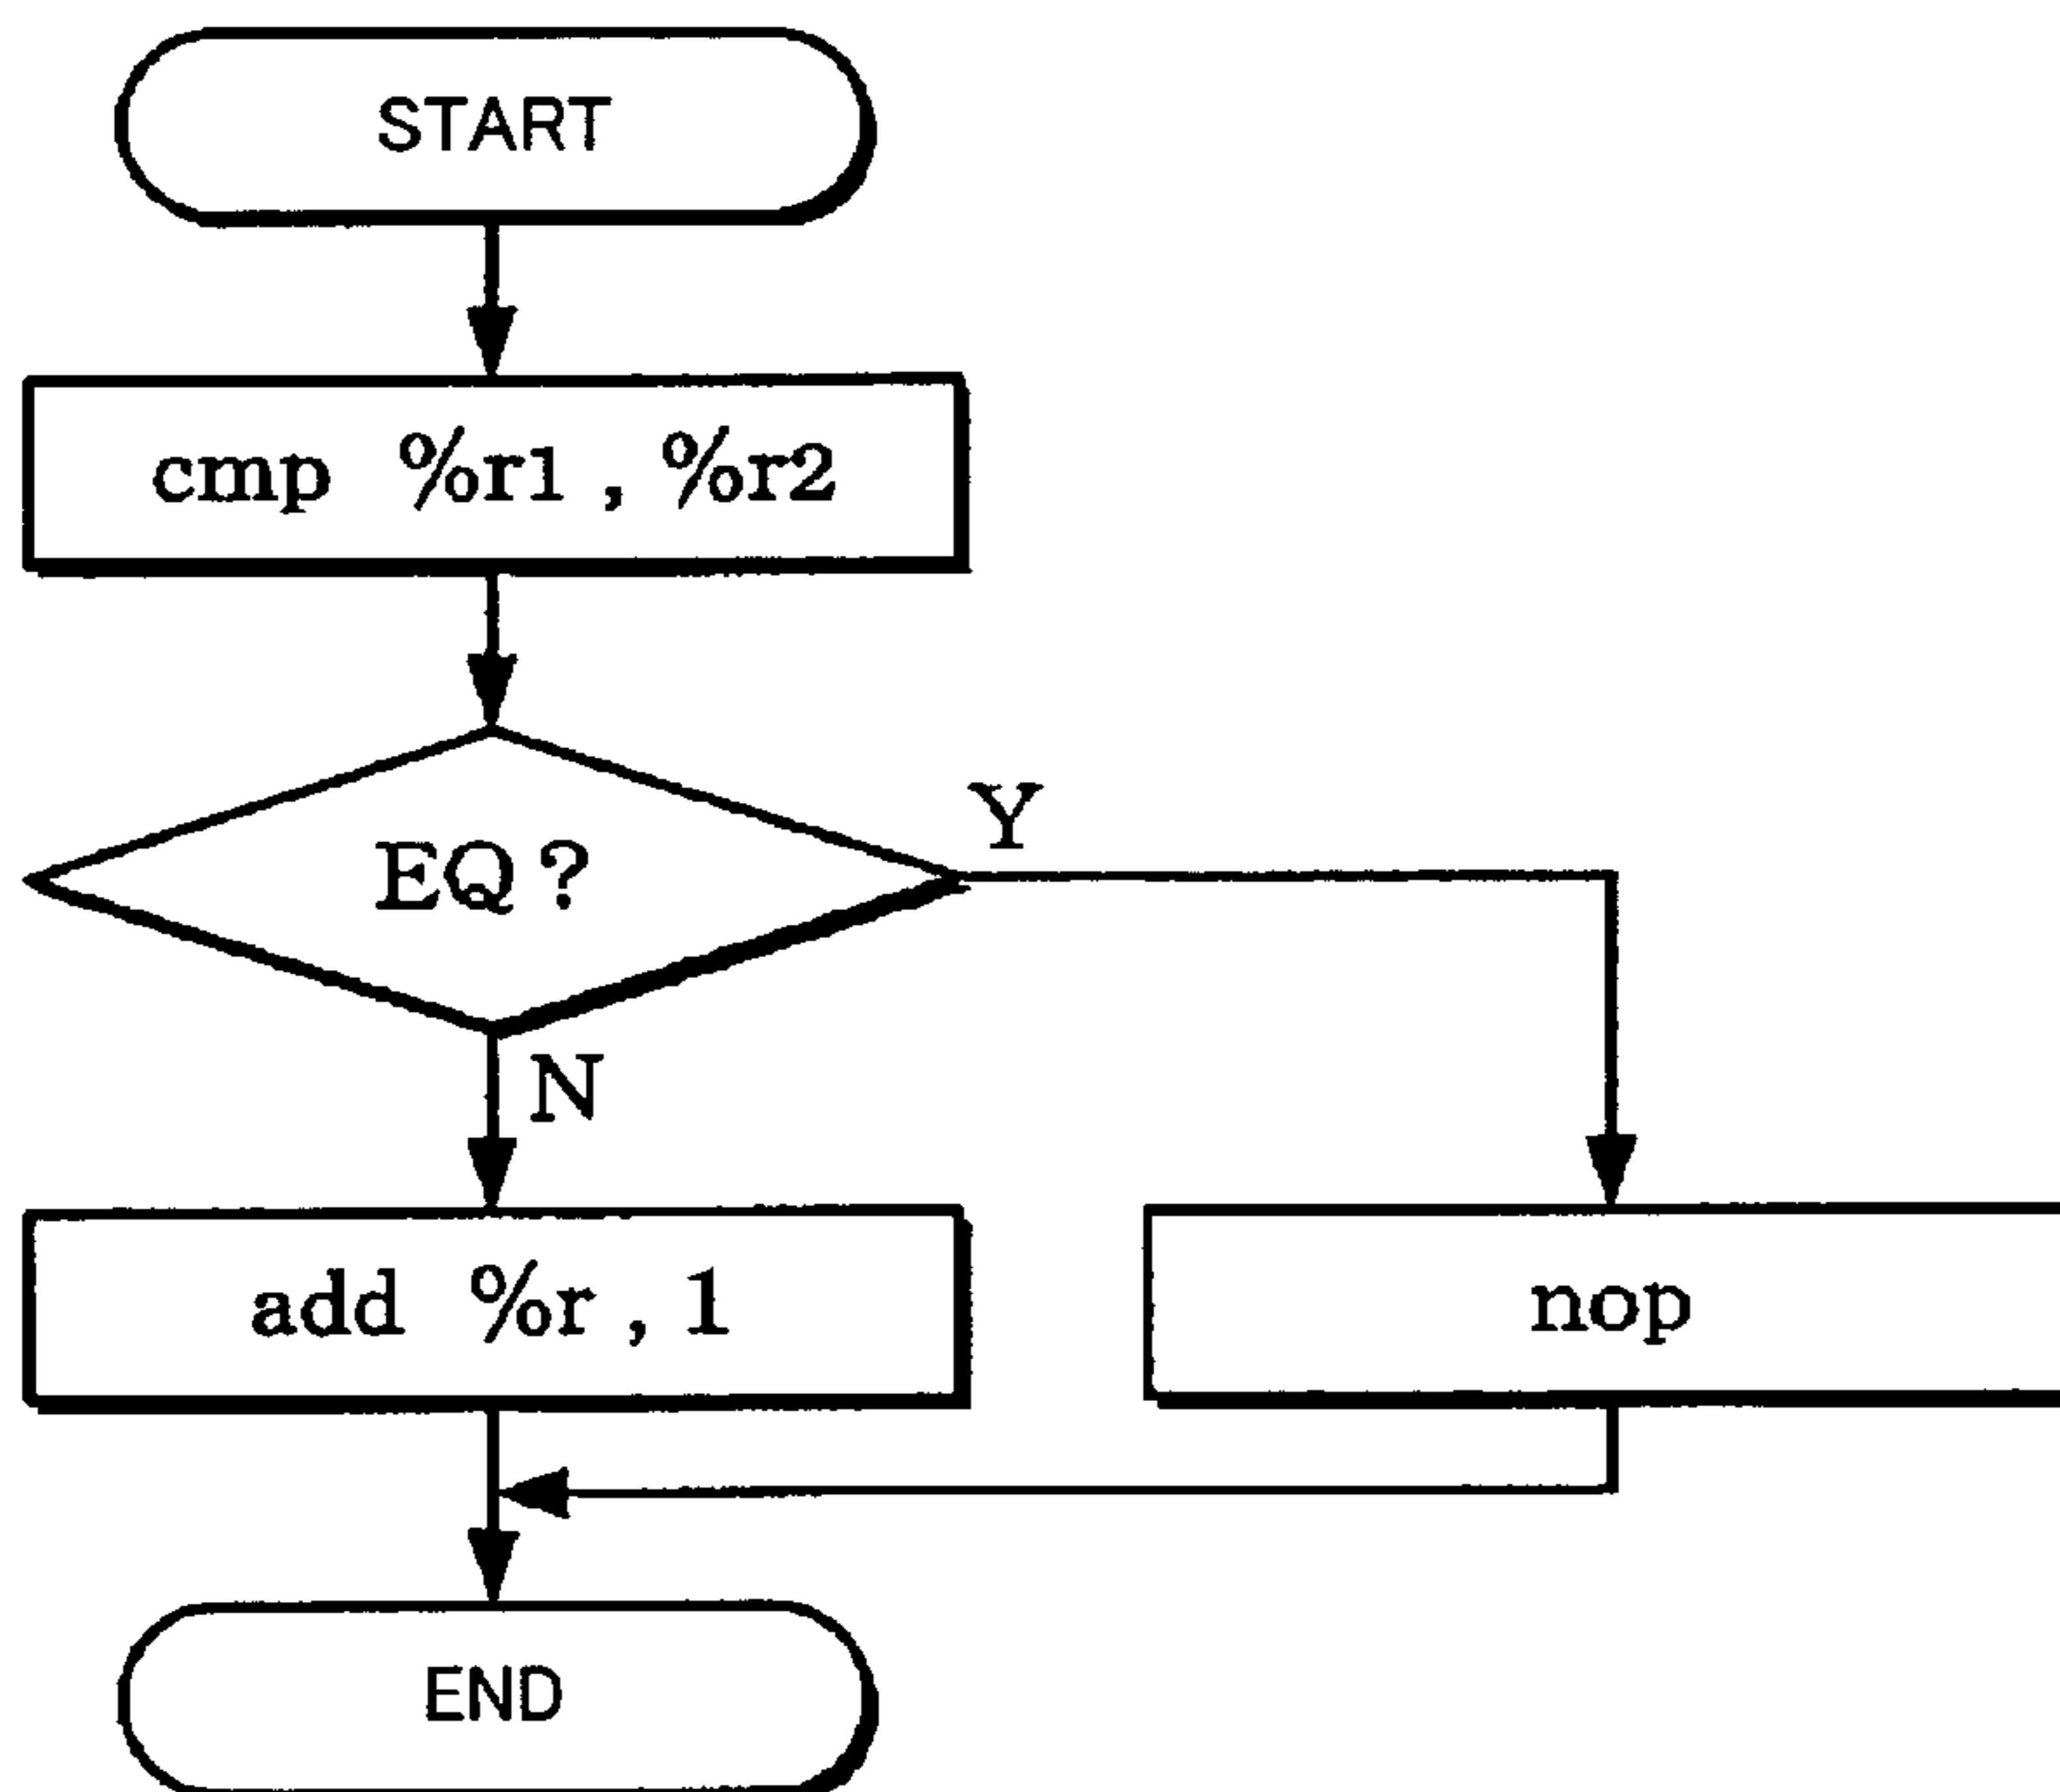 START
cmp %r1, %r2
EQ?
Y
N
add %r, 1
nop
END